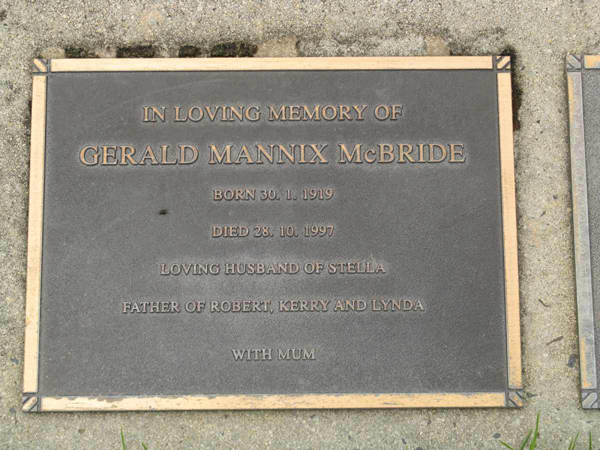 IN LOVING MEMORY OF
GERALD MANNIX McBRIDE
BORN 30. 1. 1919
DIED 28. 10. 1997
LOVING HUSBAND OF STELLA
FATHER OF ROBERT, KERRY AND LYNDA
WITH MUM